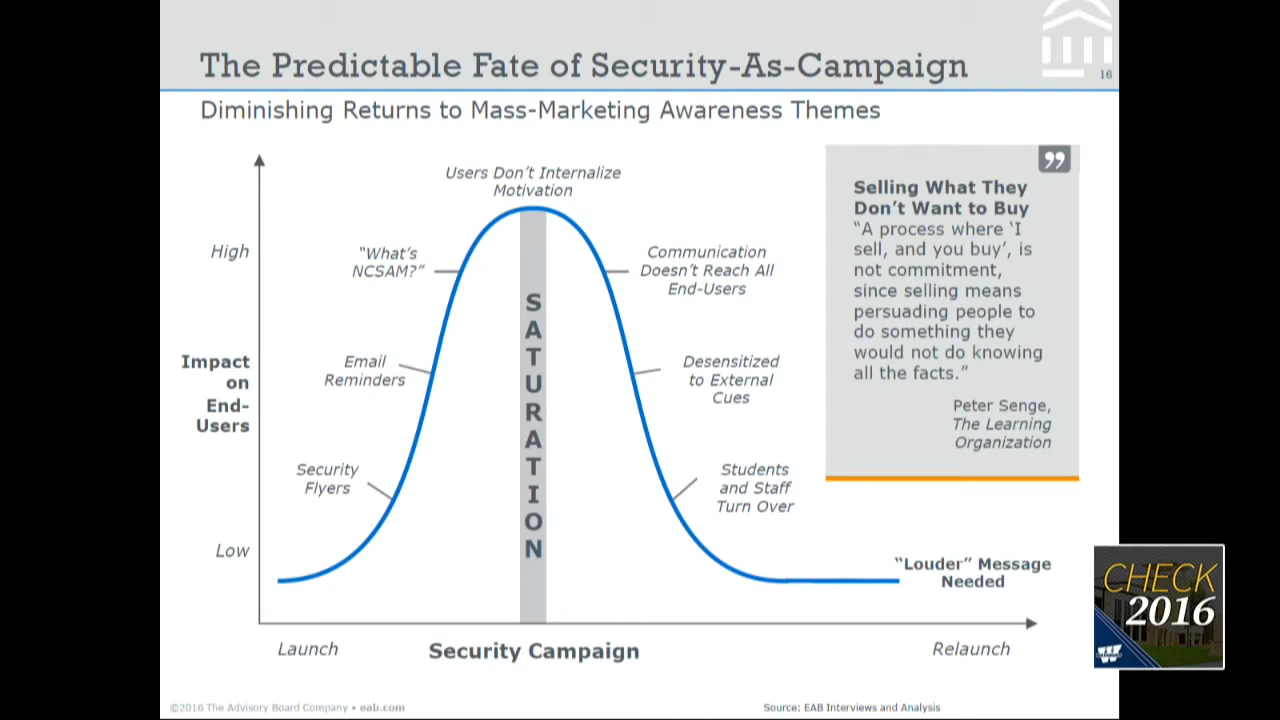 The Predictable Fate of Security-As-Campaign
16
Diminishing Returns to Mass-Marketing Awareness Themes
Users Don’t Internalize
Motivation
High
“What’s
NCSAM?”
Communication
Doesn’t Reach All
End-Users
Impact
on
End-
Users
Email
Reminders
SATURATION
Desensitized
to External
Cues
Security
Flyers
Students
and Staff
Turn Over
Low
“Louder” Message
Needed
Launch
Security Campaign
Relaunch
”
Selling What They
Don’t Want to Buy
“A process where ‘I
sell, and you buy’, is
not commitment,
since selling means
persuading people to
do something they
would not do knowing
all the facts.”
Peter Senge,
The Learning
Organization
CHECK
2016
W
©2016 The Advisory Board Company • eab.com
Source: EAB Interviews and Analysis